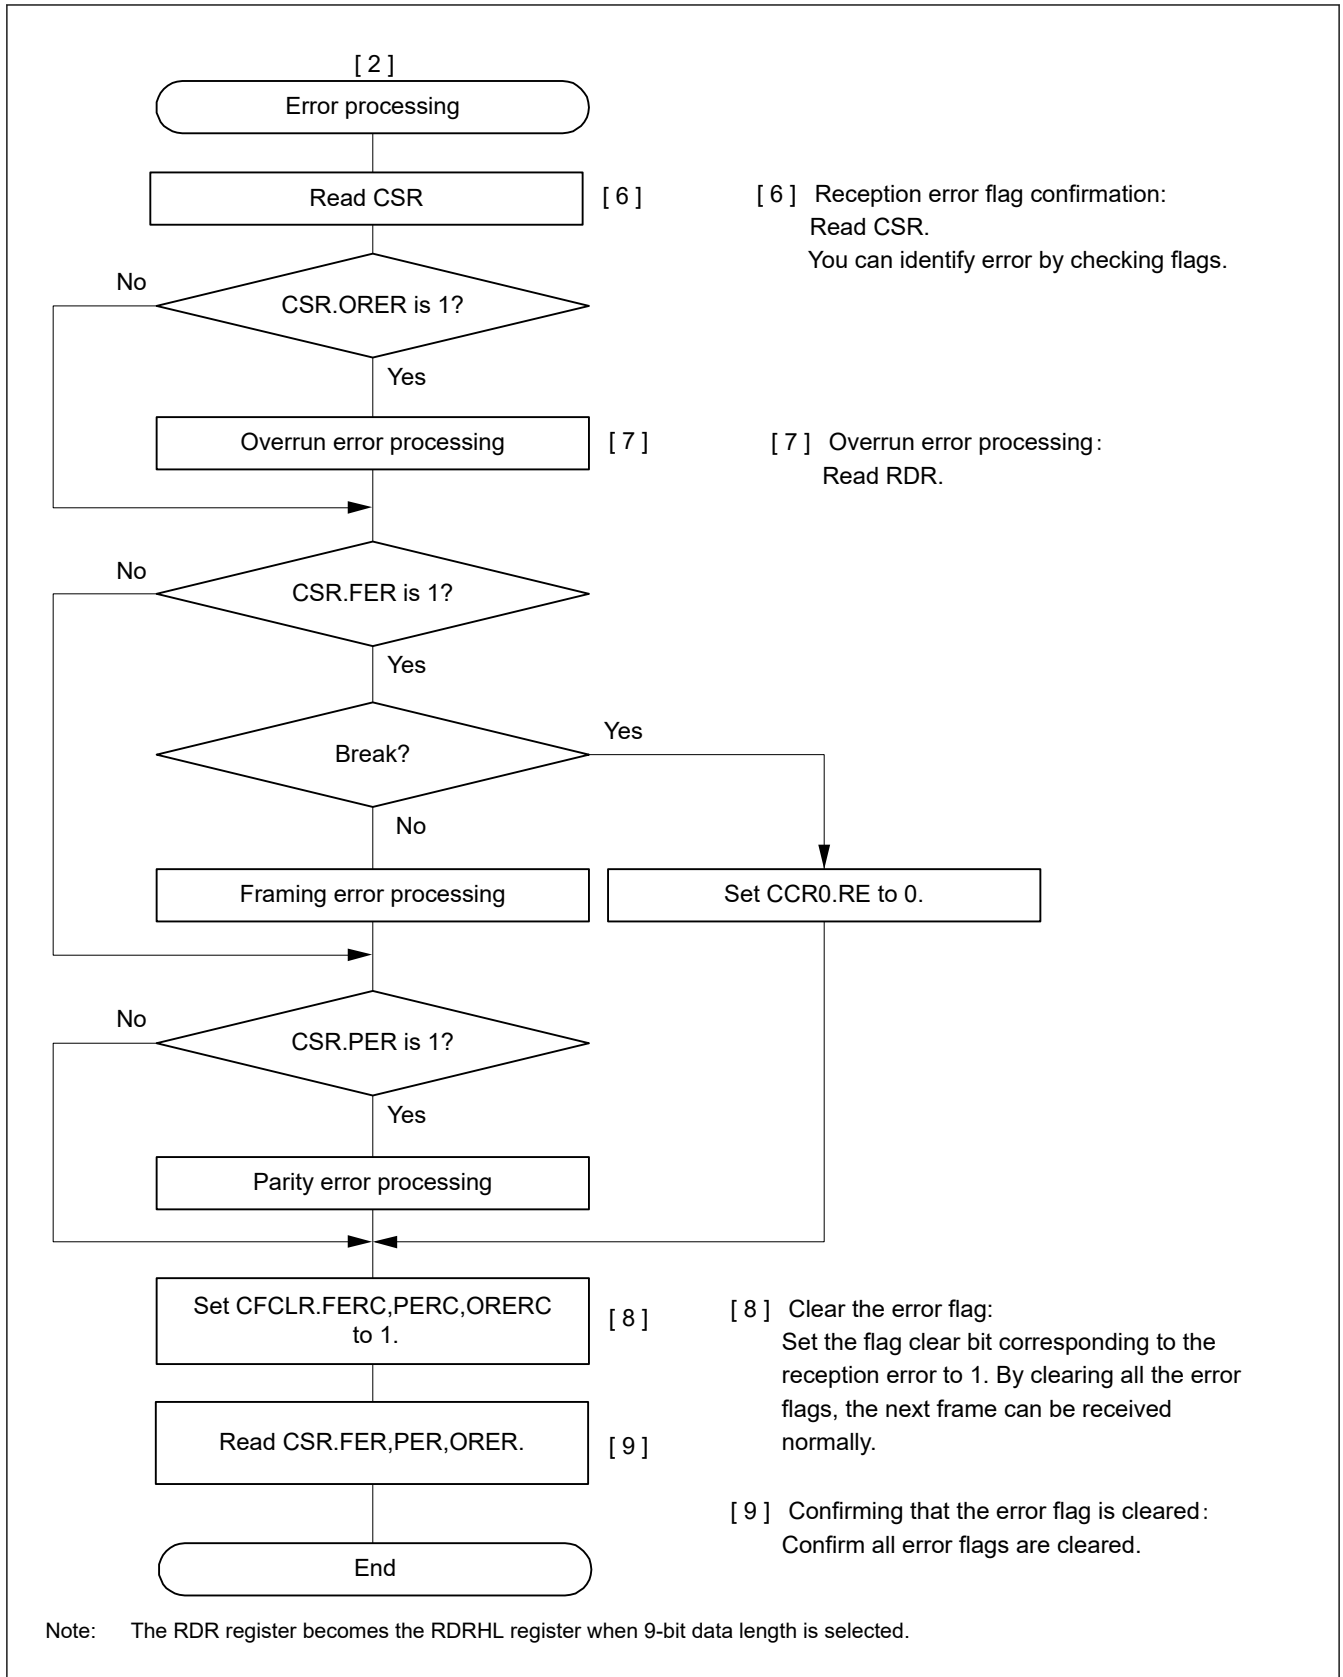 [ 2 ]
Error processing
Read CSR
[ 6 ]
[ 6 ] Reception error flag confirmation:
Read CSR.
You can identify error by checking flags.
No
CSR.ORER is 1?
Yes
Overrun error processing
[ 7 ]
[ 7 ] Overrun error processing:
Read RDR.
No
CSR.FER is 1?
Yes
Break?
Yes
No
Framing error processing
Set CCR0.RE to 0.
No
CSR.PER is 1?
Yes
Parity error processing
Set CFCLR.FERC,PERC,ORERC
to 1.
[ 8 ]
[ 8 ] Clear the error flag:
Set the flag clear bit corresponding to the
reception error to 1. By clearing all the error
flags, the next frame can be received
normally.
Read CSR.FER,PER,ORER.
[ 9 ]
[ 9 ] Confirming that the error flag is cleared:
Confirm all error flags are cleared.
End
Note: The RDR register becomes the RDRHL register when 9-bit data length is selected.